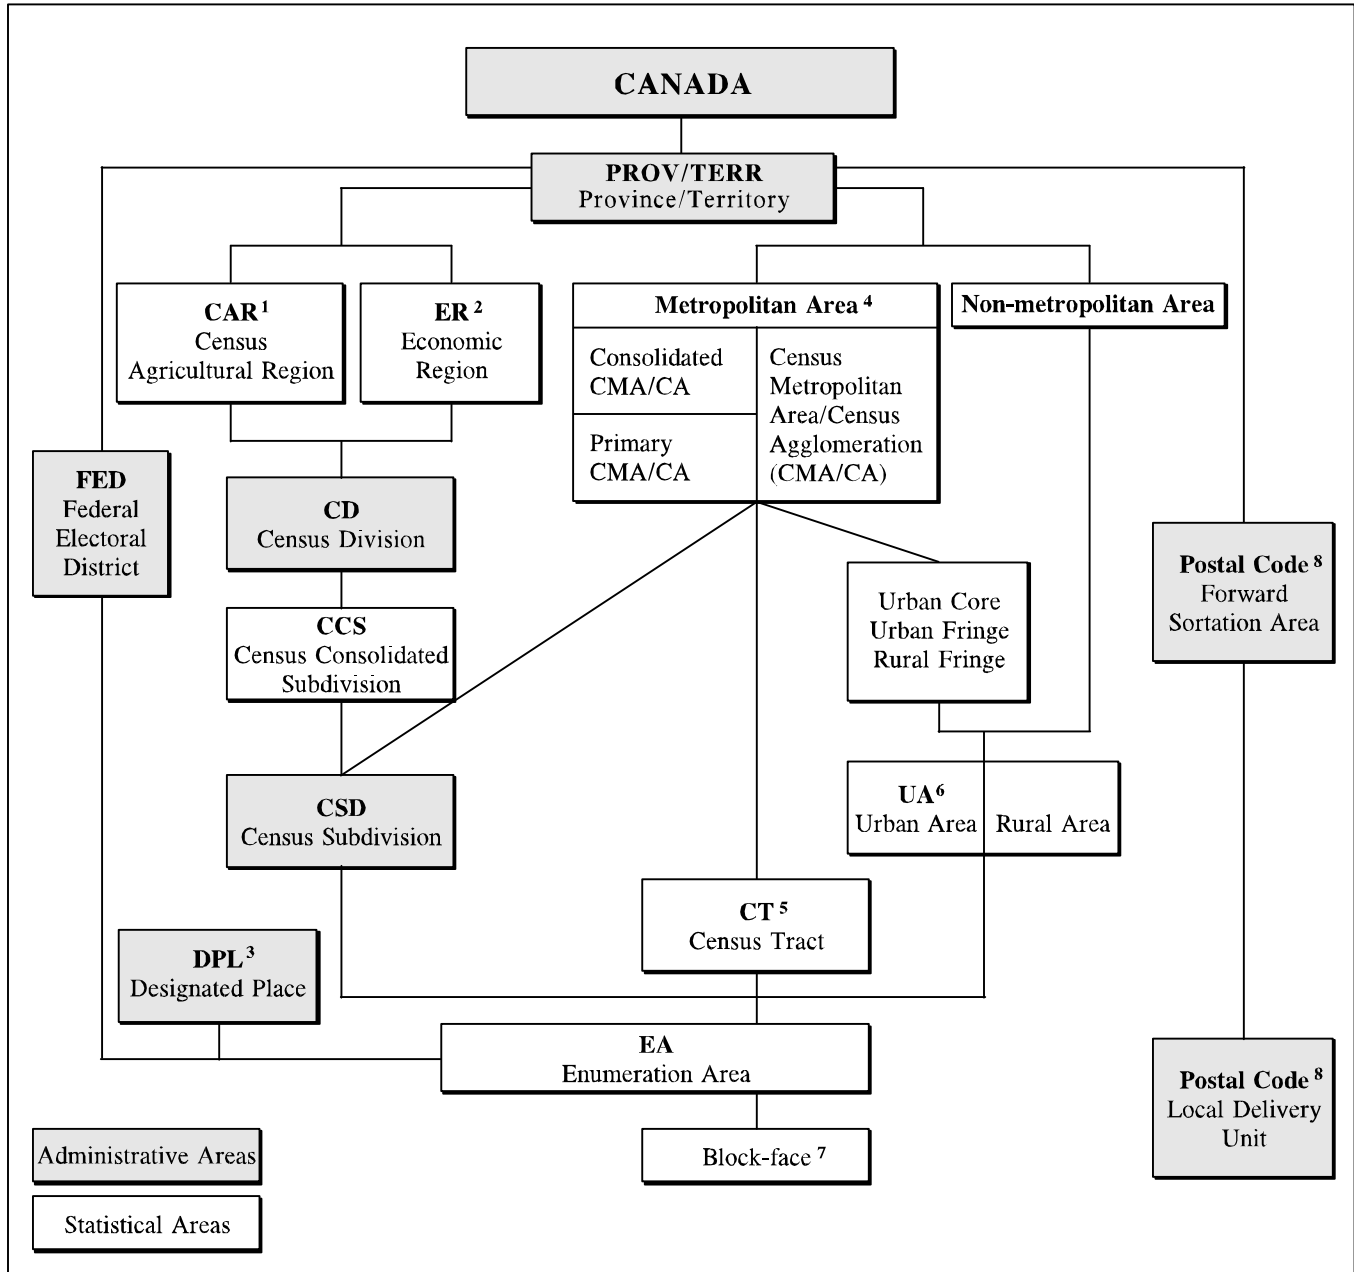 CANADA
PROV/TERR
Province/Territory
CAR 1
Census
Agricultural Region
ER 2
Economic
Region
Metropolitan Area 4
Consolidated
CMA/CA
Primary
CMA/CA
Census
Metropolitan
Area/Census
Agglomeration
(CMA/CA)
Non-metropolitan Area
FED
Federal
Electoral
District
CD
Census Division
CCS
Census Consolidated
Subdivision
Urban Core
Urban Fringe
Rural Fringe
Postal Code 8
Forward
Sortation Area
CSD
Census Subdivision
UA 6
Urban Area
Rural Area
CT 5
Census Tract
DPL 3
Designated Place
EA
Enumeration Area
Postal Code 8
Local Delivery
Unit
Block-face 7
Administrative Areas
Statistical Areas